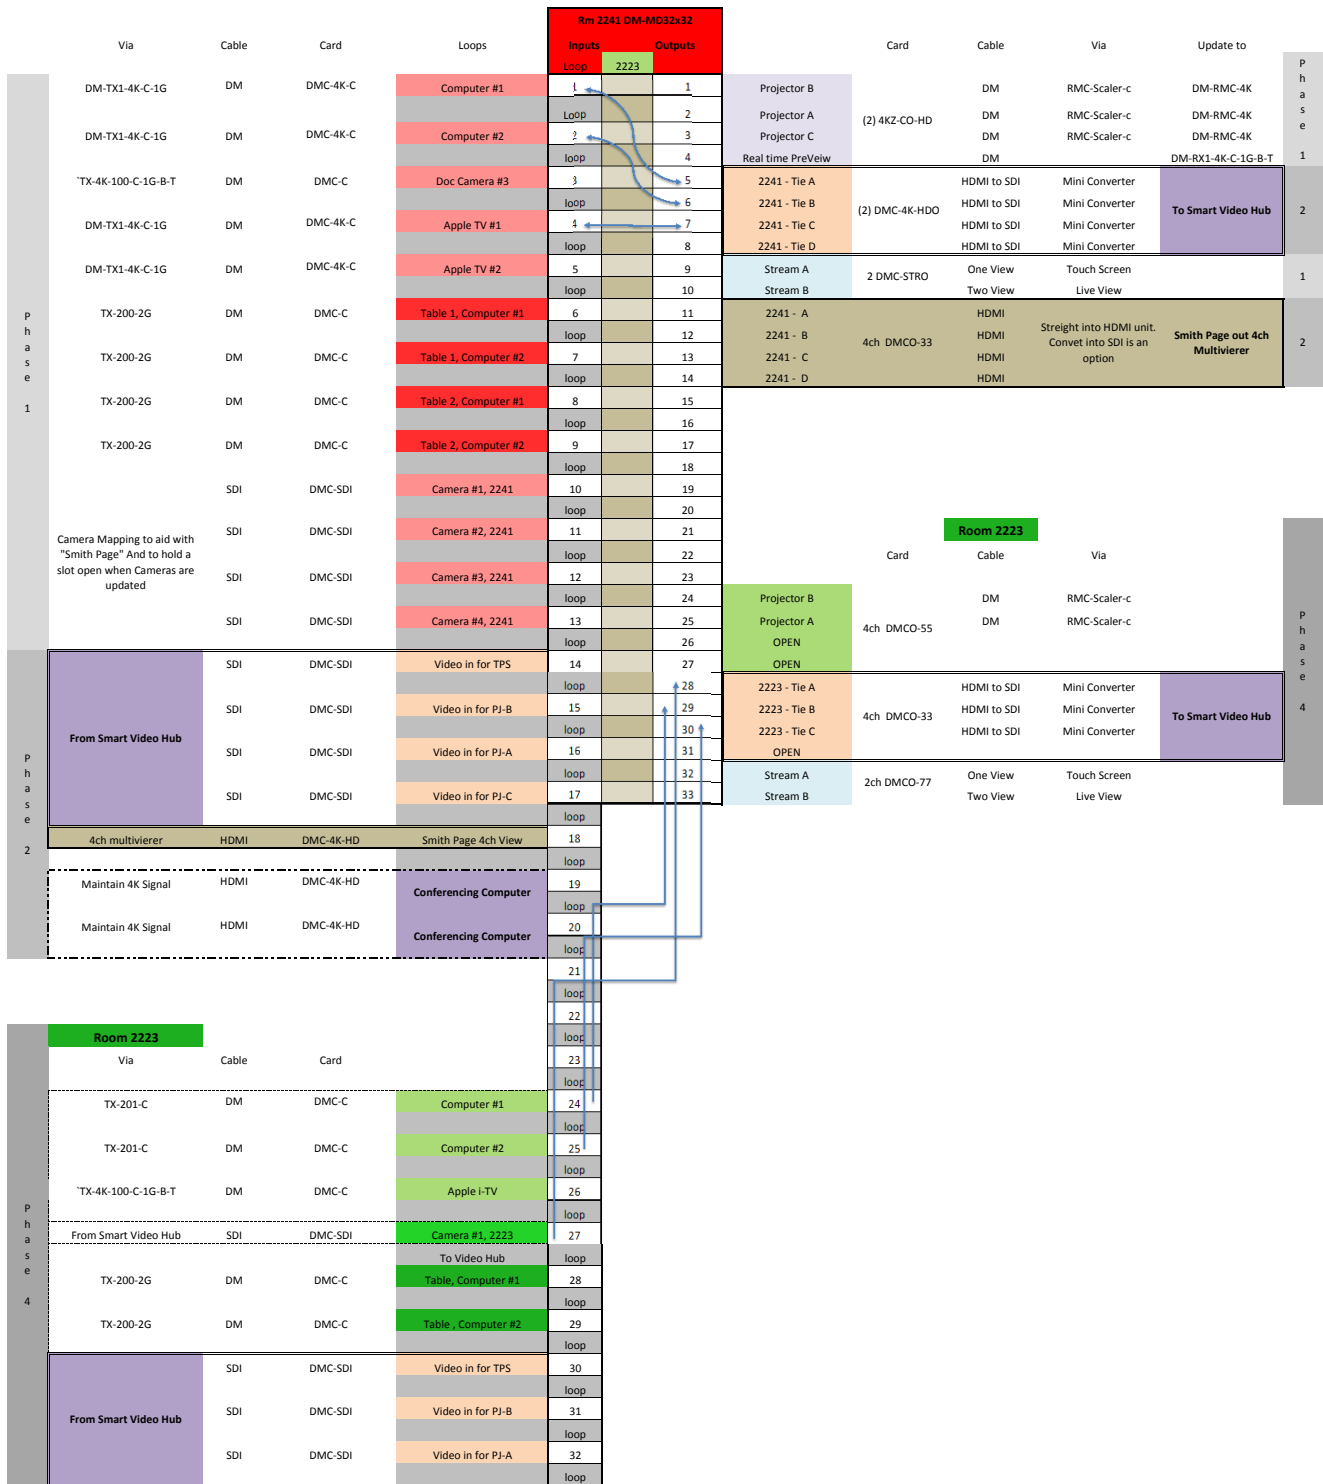 Rm 2241 DM-MD32x32
Via Cable Card Loops Inputs Outputs Card Cable Via Update to
Loop 2223
DM-TX1-4K-C-1G DM DMC-4K-C Computer #1 1 1 Projector B DM RMC-Scaler-c DM-RMC-4K
Loop 2 Projector A (2) 4KZ-CO-HD DM RMC-Scaler-c DM-RMC-4K
DM-TX1-4K-C-1G DM DMC-4K-C Computer #2 2 3 Projector C DM RMC-Scaler-c DM-RMC-4K
loop 4 Real time PreVeiw DM DM-RX1-4K-C-1G-B-T
Phase 1
`TX-4K-100-C-1G-B-T DM DMC-C Doc Camera #3 3 5 2241 - Tie A HDMI to SDI Mini Converter
loop 6 2241 - Tie B (2) DMC-4K-HDO HDMI to SDI Mini Converter To Smart Video Hub 2
DM-TX1-4K-C-1G DM DMC-4K-C Apple TV #1 4 7 2241 - Tie C HDMI to SDI Mini Converter
loop 8 2241 - Tie D HDMI to SDI Mini Converter
DM-TX1-4K-C-1G DM DMC-4K-C Apple TV #2 5 9 Stream A 2 DMC-STRO One View Touch Screen 1
loop 10 Stream B Two View Live View
TX-200-2G DM DMC-C Table 1, Computer #1 6 11 2241 - A HDMI
loop 12 2241 - B 4ch DMCO-33 HDMI Streight into HDMI unit. Convet into SDI is an option Smith Page out 4ch Multivierer 2
TX-200-2G DM DMC-C Table 1, Computer #2 7 13 2241 - C HDMI
loop 14 2241 - D HDMI
Phase 1
TX-200-2G DM DMC-C Table 2, Computer #1 8 15
loop 16
TX-200-2G DM DMC-C Table 2, Computer #2 9 17
loop 18
SDI DMC-SDI Camera #1, 2241 10 19
loop 20
Camera Mapping to aid with "Smith Page" And to hold a slot open when Cameras are updated
SDI DMC-SDI Camera #2, 2241 11 21 Room 2223
loop 22 Card Cable Via
SDI DMC-SDI Camera #3, 2241 12 23
loop 24 Projector B DM RMC-Scaler-c
SDI DMC-SDI Camera #4, 2241 13 25 Projector A 4ch DMCO-55 DM RMC-Scaler-c
loop 26 OPEN
SDI DMC-SDI Video in for TPS 14 27 OPEN
Phase 4
loop 28 2223 - Tie A HDMI to SDI Mini Converter
SDI DMC-SDI Video in for PJ-B 15 29 2223 - Tie B 4ch DMCO-33 HDMI to SDI Mini Converter To Smart Video Hub
loop 30 2223 - Tie C HDMI to SDI Mini Converter
From Smart Video Hub
SDI DMC-SDI Video in for PJ-A 16 31 OPEN
loop 32 Stream A 2ch DMCO-77 One View Touch Screen
SDI DMC-SDI Video in for PJ-C 17 33 Stream B Two View Live View
loop
Phase 2
4ch multivierer HDMI DMC-4K-HD Smith Page 4ch View 18
loop
Maintain 4K Signal HDMI DMC-4K-HD Conferencing Computer 19
loop
Maintain 4K Signal HDMI DMC-4K-HD Conferencing Computer 20
loop
21
loop
22
Room 2223 loop
Via Cable Card 23
loop
TX-201-C DM DMC-C Computer #1 24
loop
TX-201-C DM DMC-C Computer #2 25
loop
`TX-4K-100-C-1G-B-T DM DMC-C Apple i-TV 26
loop
From Smart Video Hub SDI DMC-SDI Camera #1, 2223 27
To Video Hub loop
Phase 4
TX-200-2G DM DMC-C Table, Computer #1 28
loop
TX-200-2G DM DMC-C Table , Computer #2 29
loop
SDI DMC-SDI Video in for TPS 30
loop
From Smart Video Hub SDI DMC-SDI Video in for PJ-B 31
loop
SDI DMC-SDI Video in for PJ-A 32
loop